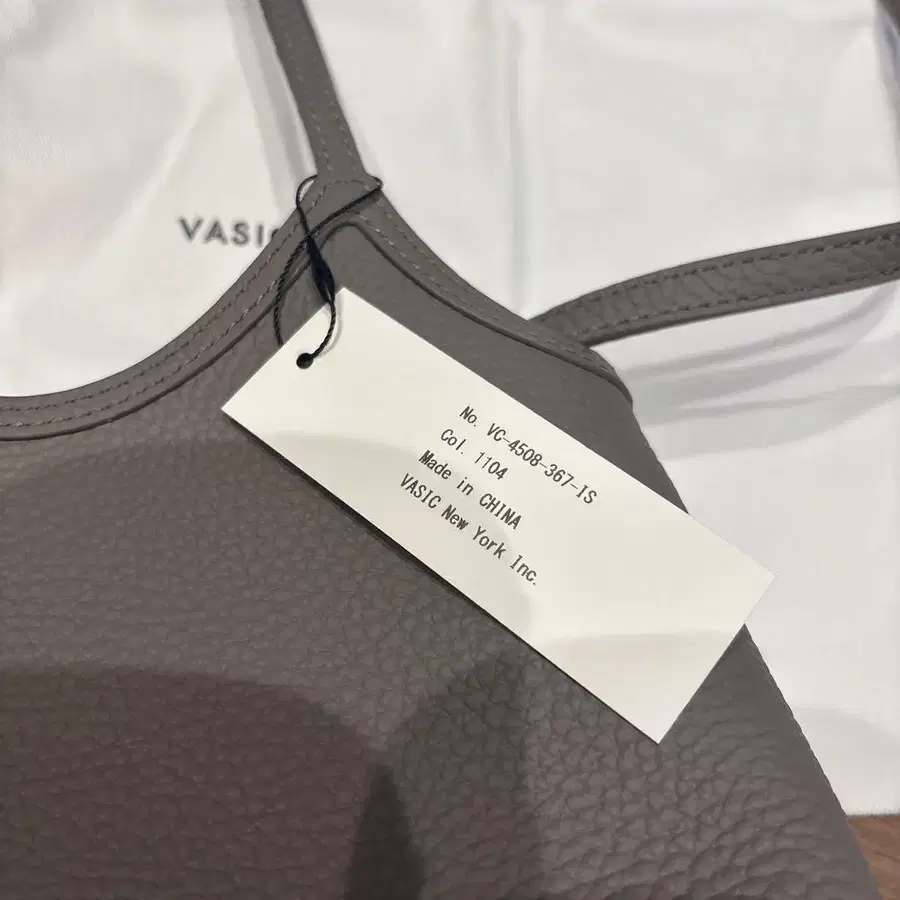 VASIC
No. VC-4508-367-IS
Col. 1104
Made in CHINA
VASIC New York Inc.